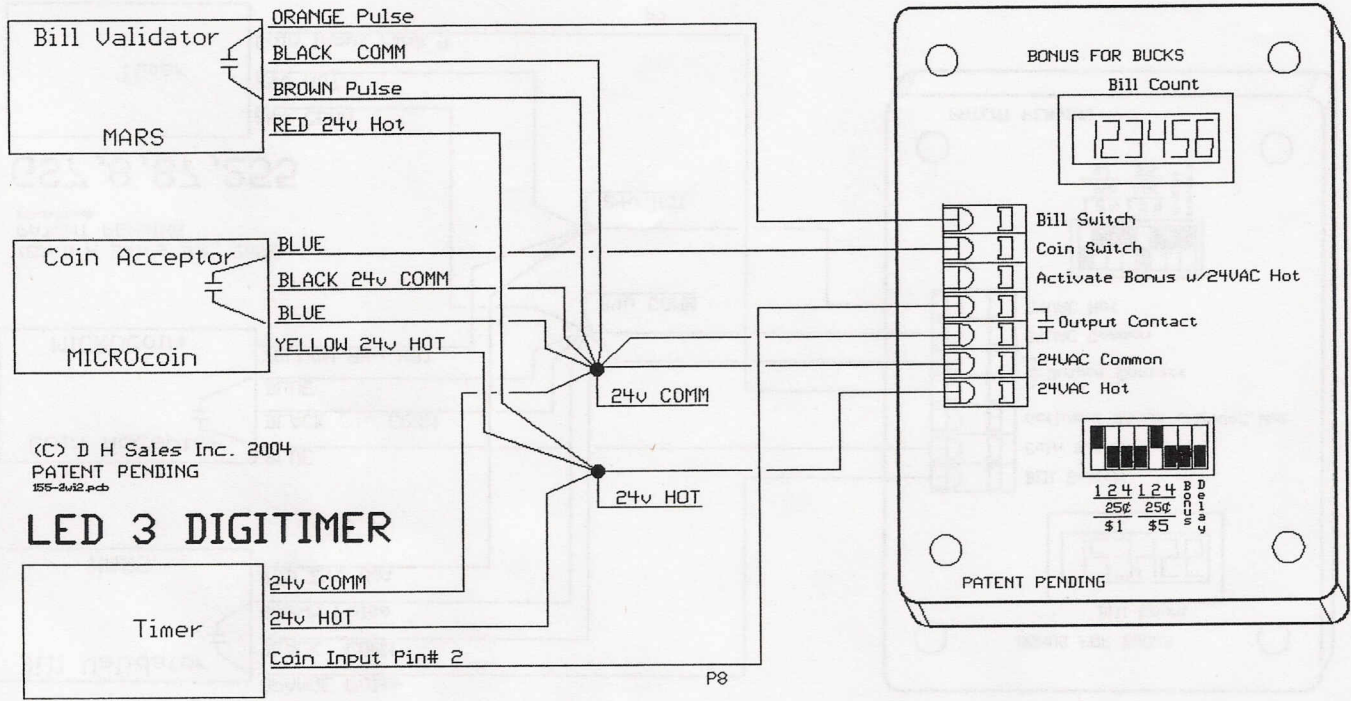 Bill Validator
MARS
ORANGE Pulse
BLACK COMM
BROWN Pulse
RED 24v Hot
Coin Acceptor
MICROcoin
BLUE
BLACK 24v COMM
BLUE
YELLOW 24v HOT
24v COMM
24v HOT
(C) D H Sales Inc. 2004
PATENT PENDING
155-2wi2.pcb
LED 3 DIGITIMER
Timer
24v COMM
24v HOT
Coin Input Pin# 2
P8
BONUS FOR BUCKS
Bill Count
123456
Bill Switch
Coin Switch
Activate Bonus w/24VAC Hot
Output Contact
24VAC Common
24VAC Hot
1 2 4 1 2 4
25¢ 25¢
$1 $5
Bonus
Delay
PATENT PENDING